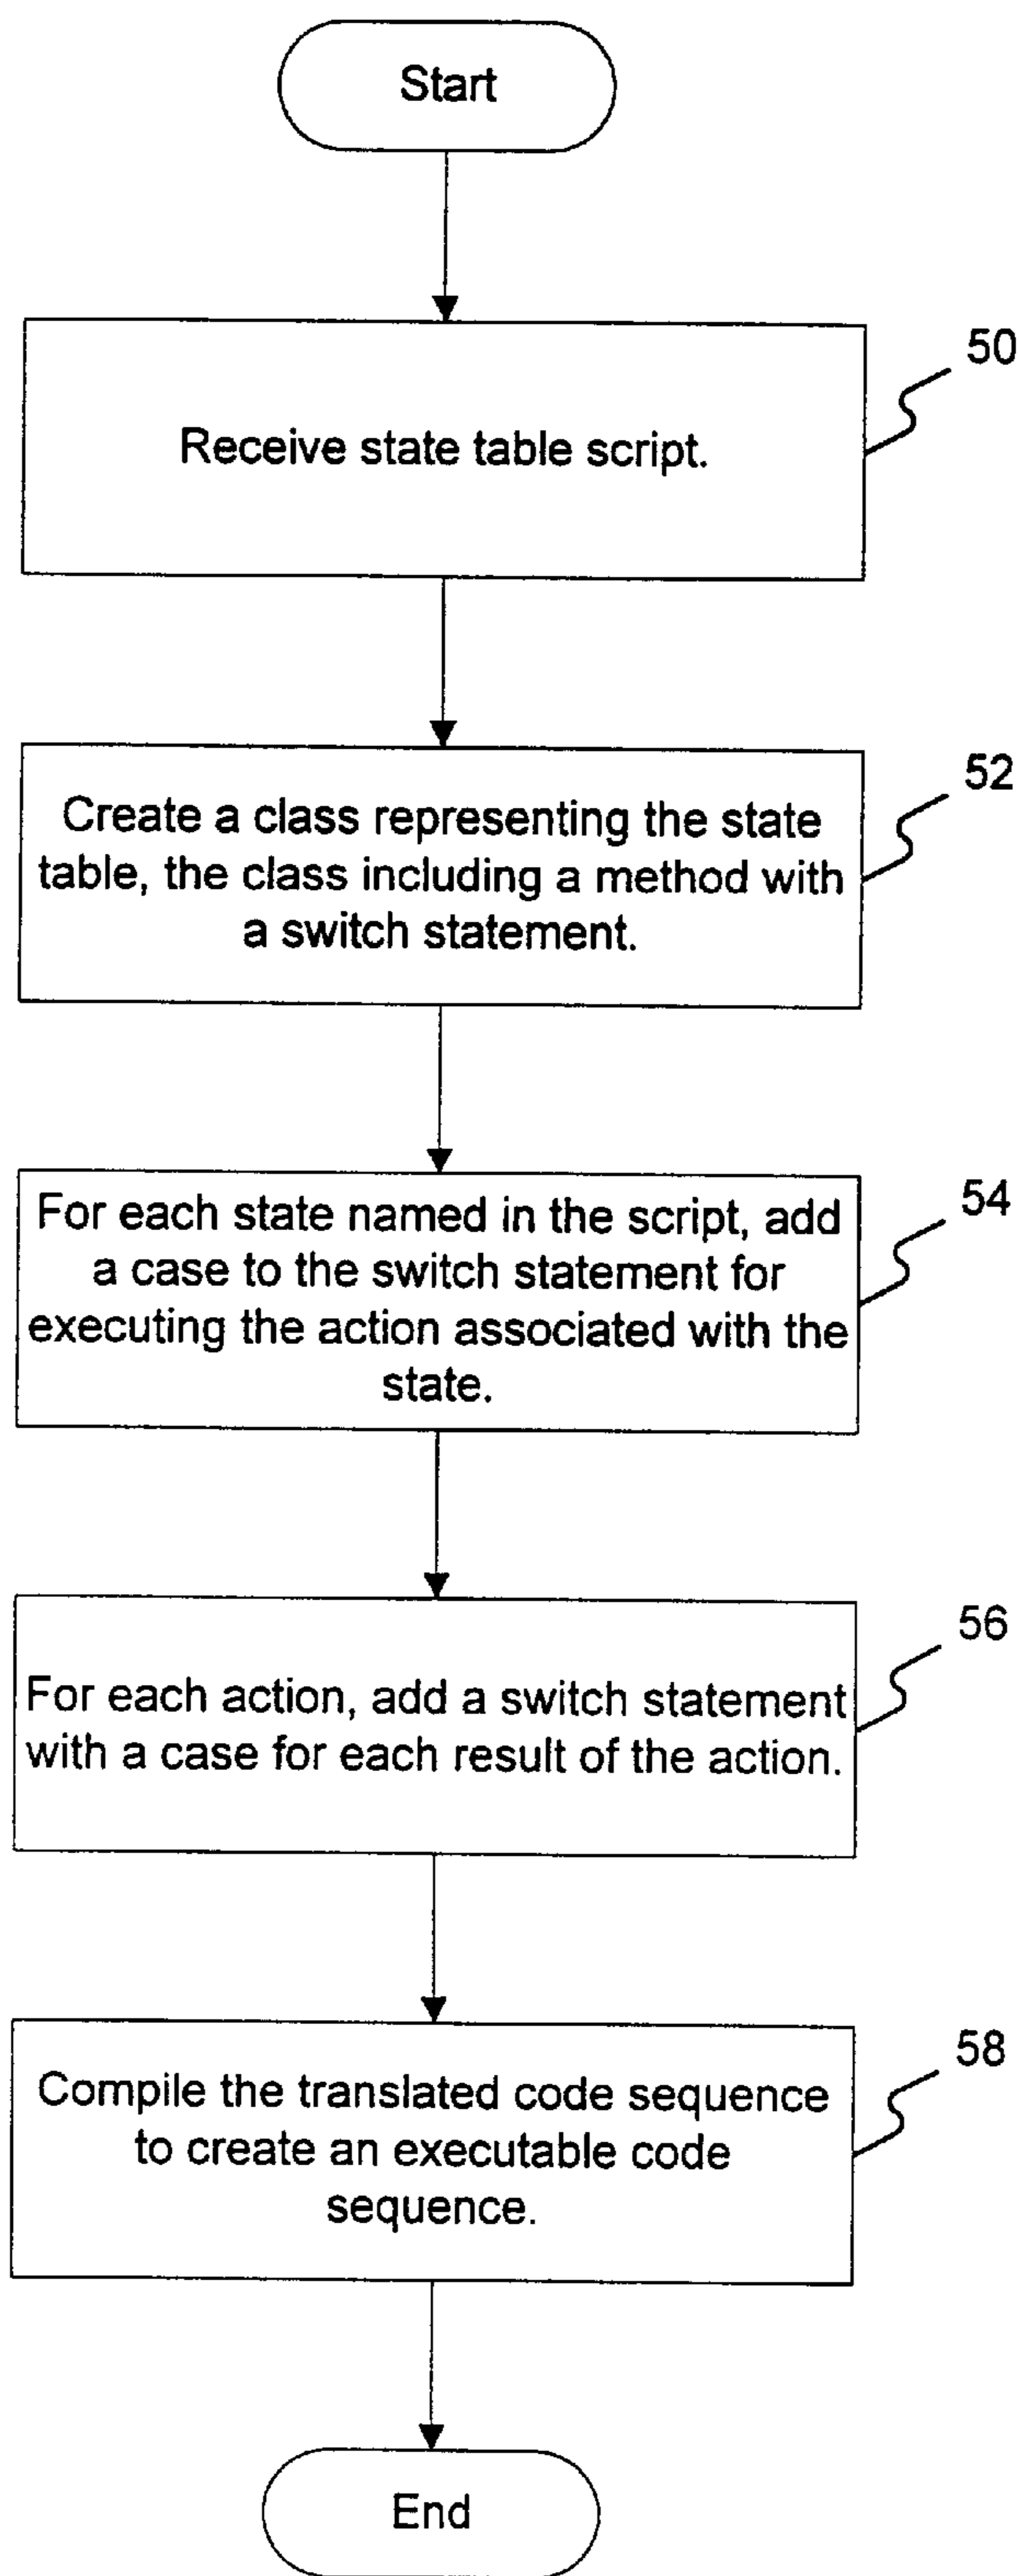 Start
50
Receive state table script.
52
Create a class representing the state
table, the class including a method with
a switch statement.
54
For each state named in the script, add
a case to the switch statement for
executing the action associated with the
state.
56
For each action, add a switch statement
with a case for each result of the action.
58
Compile the translated code sequence
to create an executable code
sequence.
End